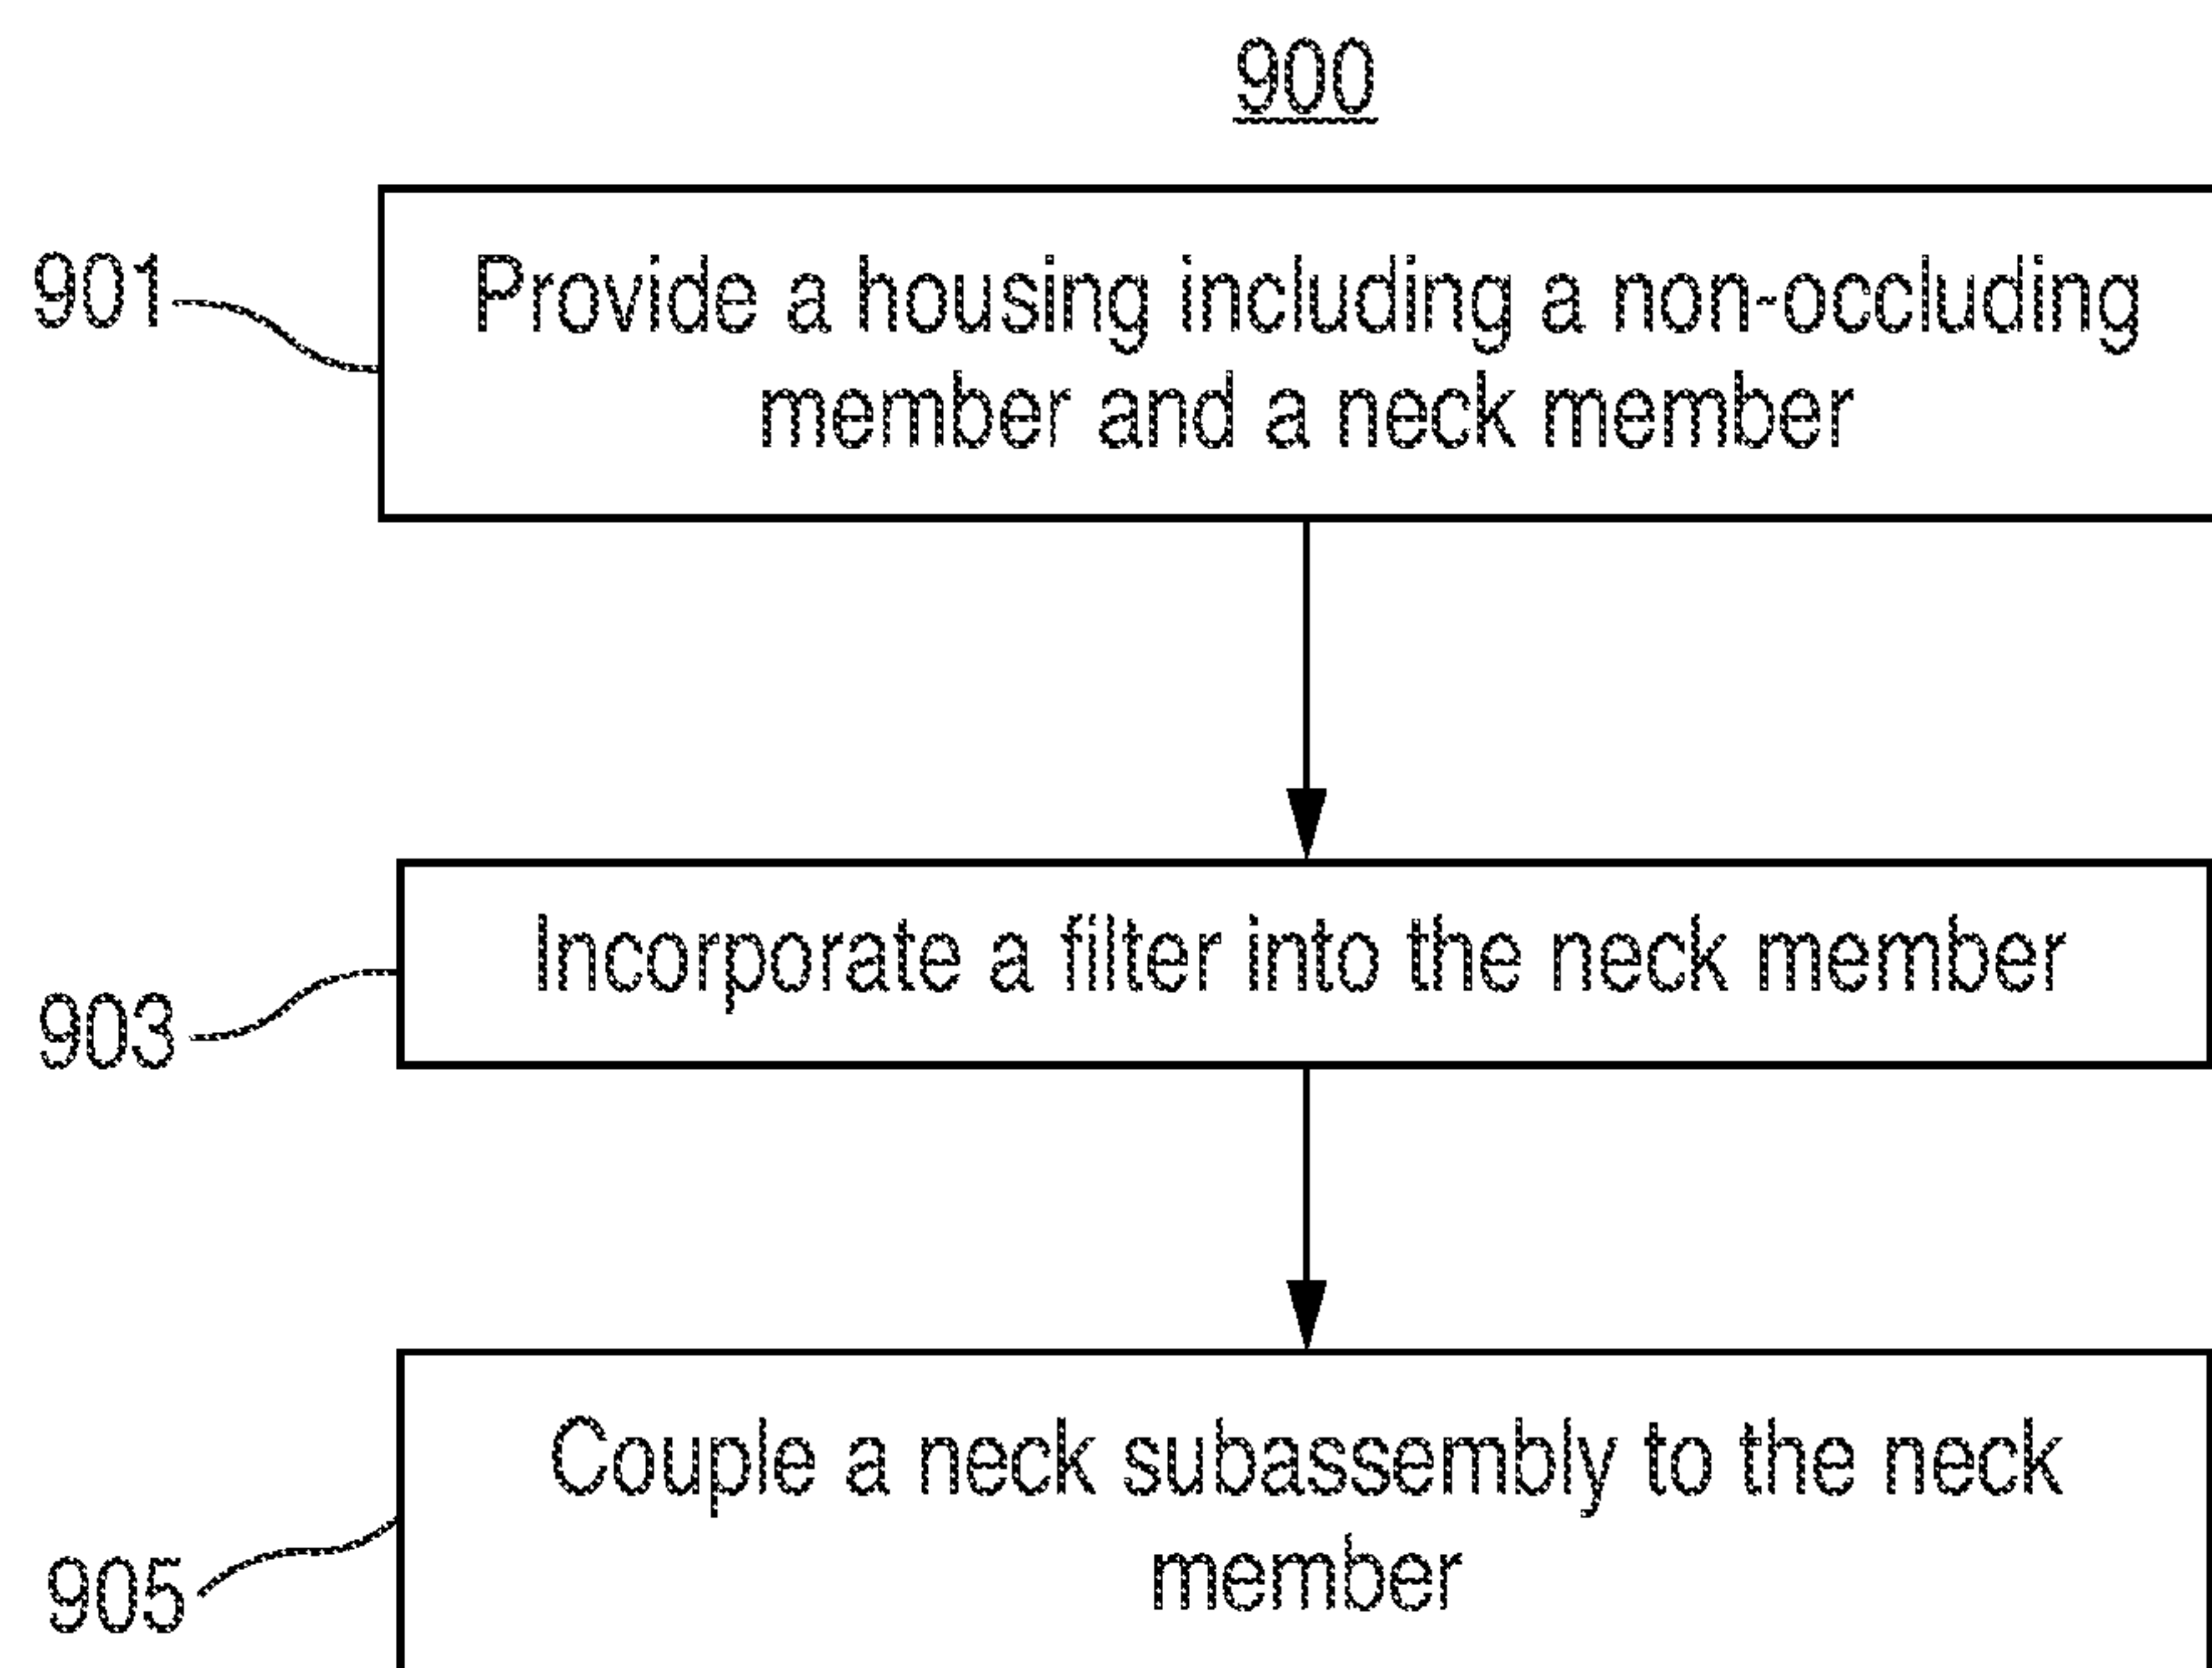 900
901
Provide a housing including a non-occluding
member and a neck member
903
Incorporate a filter into the neck member
905
Couple a neck subassembly to the neck
member